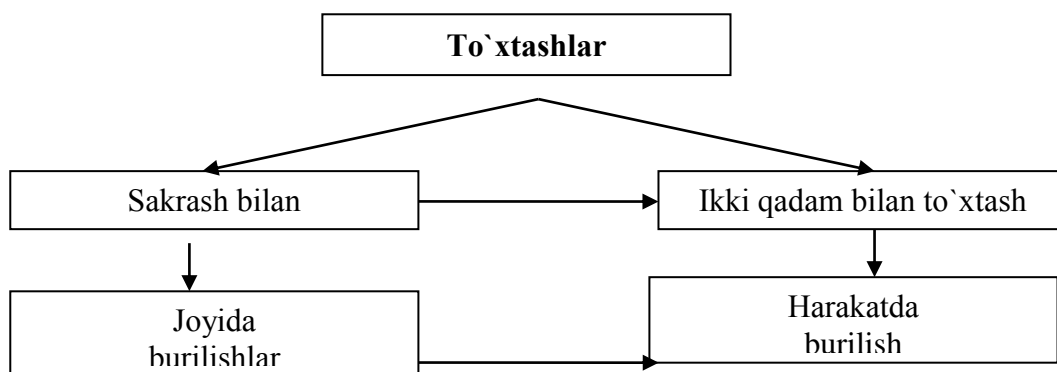 To`xtashlar
Sakrash bilan
Ikki qadam bilan to`xtash
Joyida
burilishlar
Harakatda
burilish